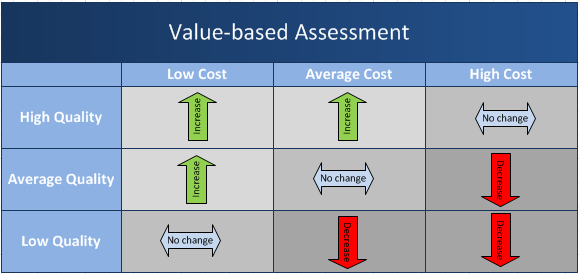 Value-based Assessment
Low Cost
Average Cost
High Cost
High Quality
Increase
Increase
No change
Average Quality
Increase
No change
Decrease
Low Quality
No change
Decrease
Decrease